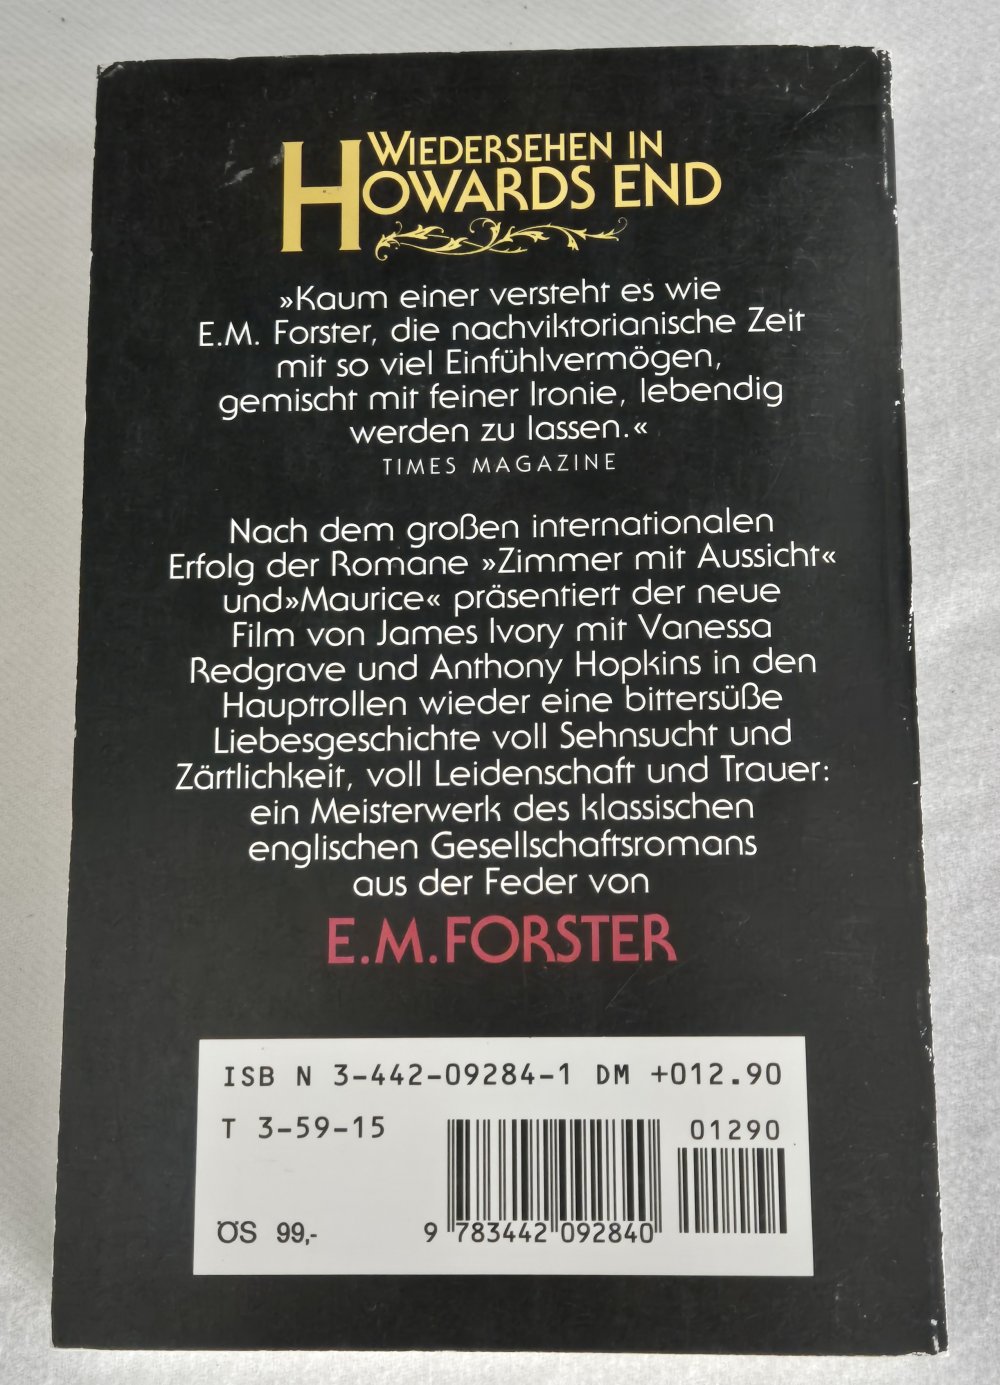 WIEDERSEHEN IN
HOWARDS END
»Kaum einer versteht es wie
E.M. Forster, die nachviktorianische Zeit
mit so viel Einfühlvermögen,
gemischt mit feiner Ironie, lebendig
werden zu lassen.«
TIMES MAGAZINE
Nach dem großen internationalen
Erfolg der Romane »Zimmer mit Aussicht«
und»Maurice« präsentiert der neue
Film von James Ivory mit Vanessa
Redgrave und Anthony Hopkins in den
Hauptrollen wieder eine bittersüße
Liebesgeschichte voll Sehnsucht und
Zärtlichkeit, voll Leidenschaft und Trauer:
ein Meisterwerk des klassischen
englischen Gesellschaftsromans
aus der Feder von
E.M.FORSTER
ISB N 3-442-09284-1 DM +012.90
T 3-59-15
01290
ÖS 99,-
9 783442 092840